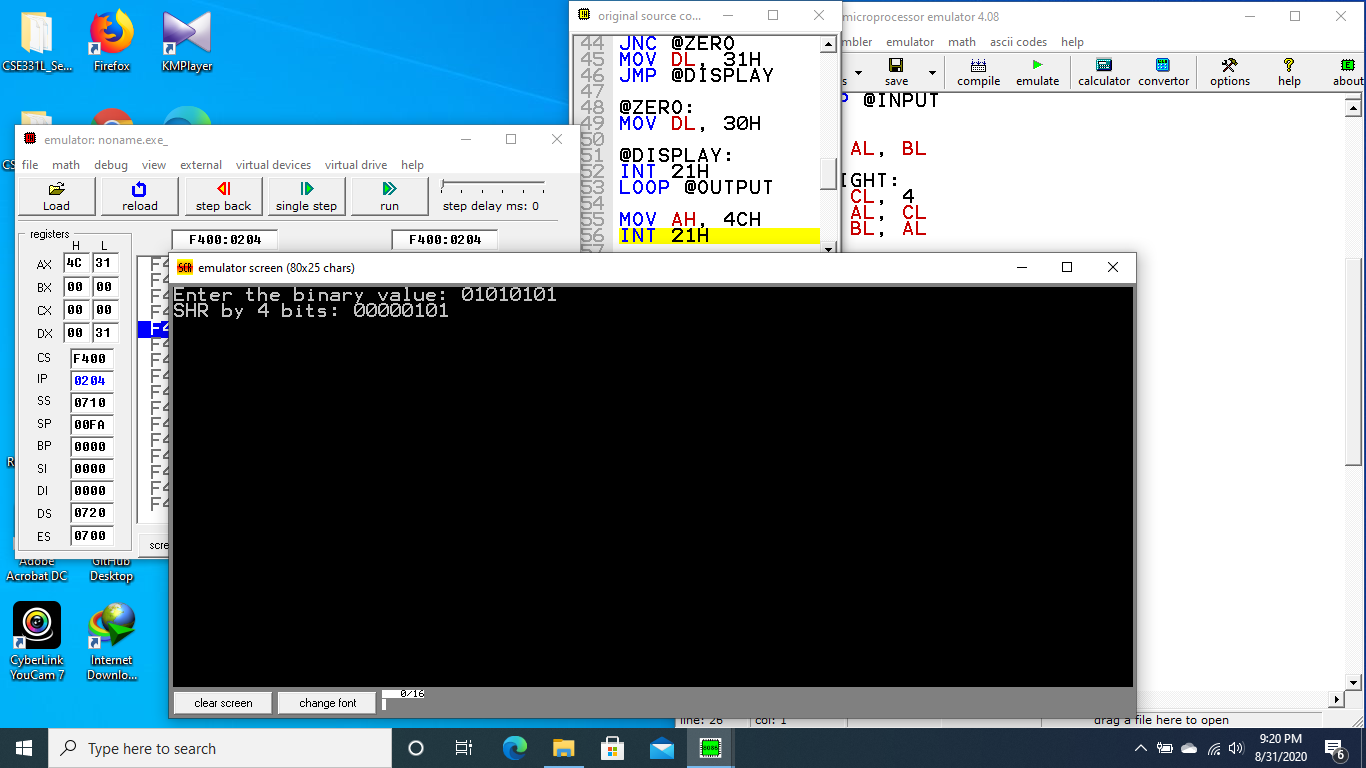 CSE331L_Se...
Firefox
KMPlayer
original source co...
44 JNC @ZERO
45 MOV DL, 31H
46 JMP @DISPLAY
47
48 @ZERO:
49 MOV DL, 30H
50
51 @DISPLAY:
52 INT 21H
53 LOOP @OUTPUT
54
55 MOV AH, 4CH
56 INT 21H
microprocessor emulator 4.08
mbler emulator math ascii codes help
save compile emulate calculator convertor options help about
P @INPUT
AL, BL
IGHT:
CL, 4
AL, CL
BL, AL
emulator: noname.exe_
file math debug view external virtual devices virtual drive help
Load reload step back single step run step delay ms: 0
registers F400:0204 F400:0204
H L
AX 4C 31
BX 00 00
CX 00 00
DX 00 31
CS F400
IP 0204
SS 0710
SP 00FA
BP 0000
SI 0000
DI 0000
DS 0720
ES 0700
scre
emulator screen (80x25 chars)
Enter the binary value: 01010101
SHR by 4 bits: 00000101
clear screen change font 0/16
line: 26 col: 1 drag a file here to open
Adobe
Acrobat DC
GitHub
Desktop
CyberLink
YouCam 7
Internet
Downlo...
Type here to search
9:20 PM
8/31/2020
6